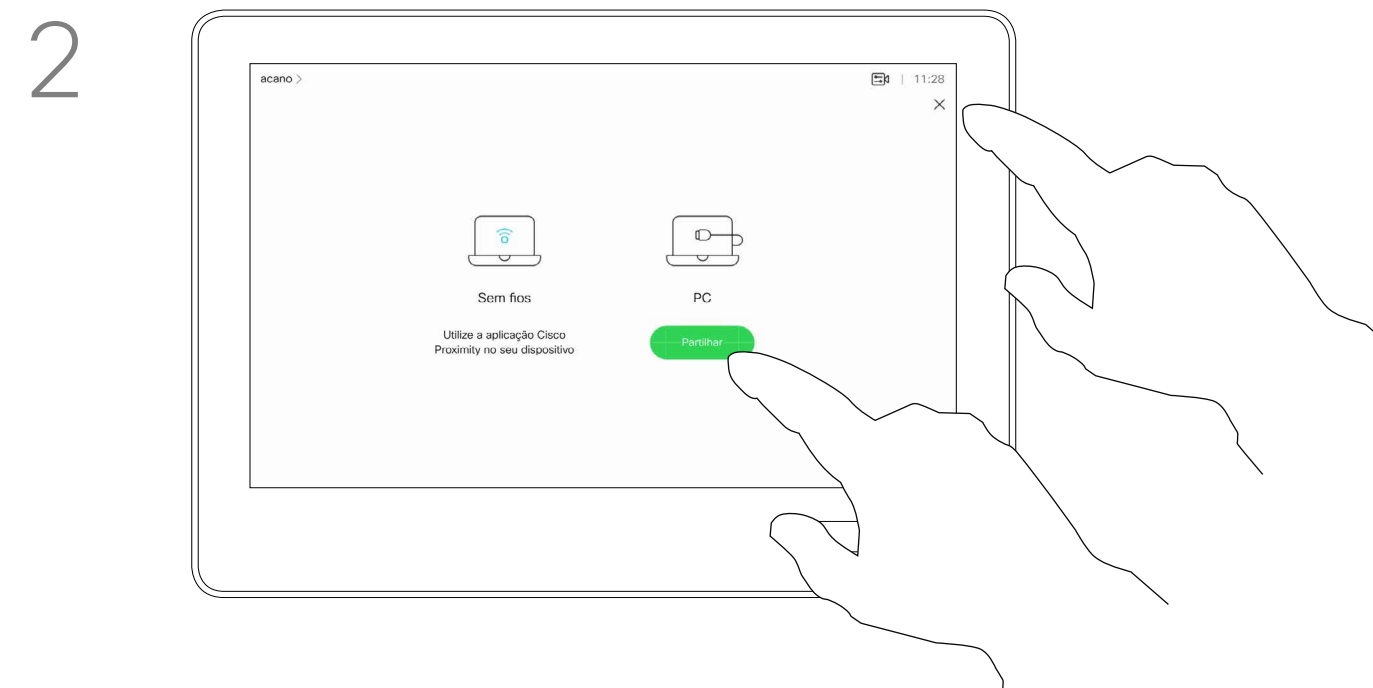 2
acano >
11:28
Sem fios
PC
Utilize a aplicação Cisco
Proximity no seu dispositivo
Partilhar